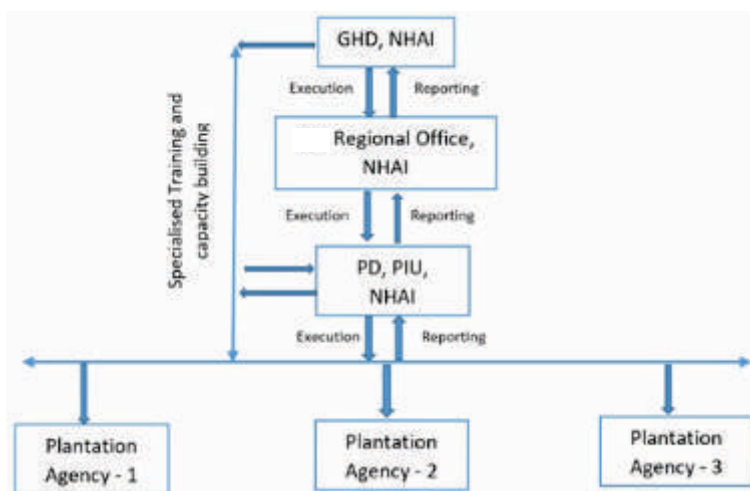 GHD, NHAI
Execution
Reporting
Regional Office,
NHAI
Specialised Training and
capacity building
Execution
Reporting
PD, PIU,
NHAI
Execution
Reporting
Plantation
Agency - 1
Plantation
Agency - 2
Plantation
Agency - 3